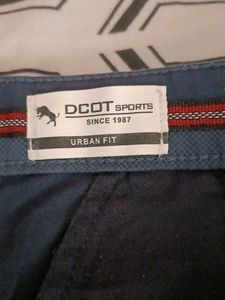 DCOT SPORTS
SINCE 1987
URBAN FIT